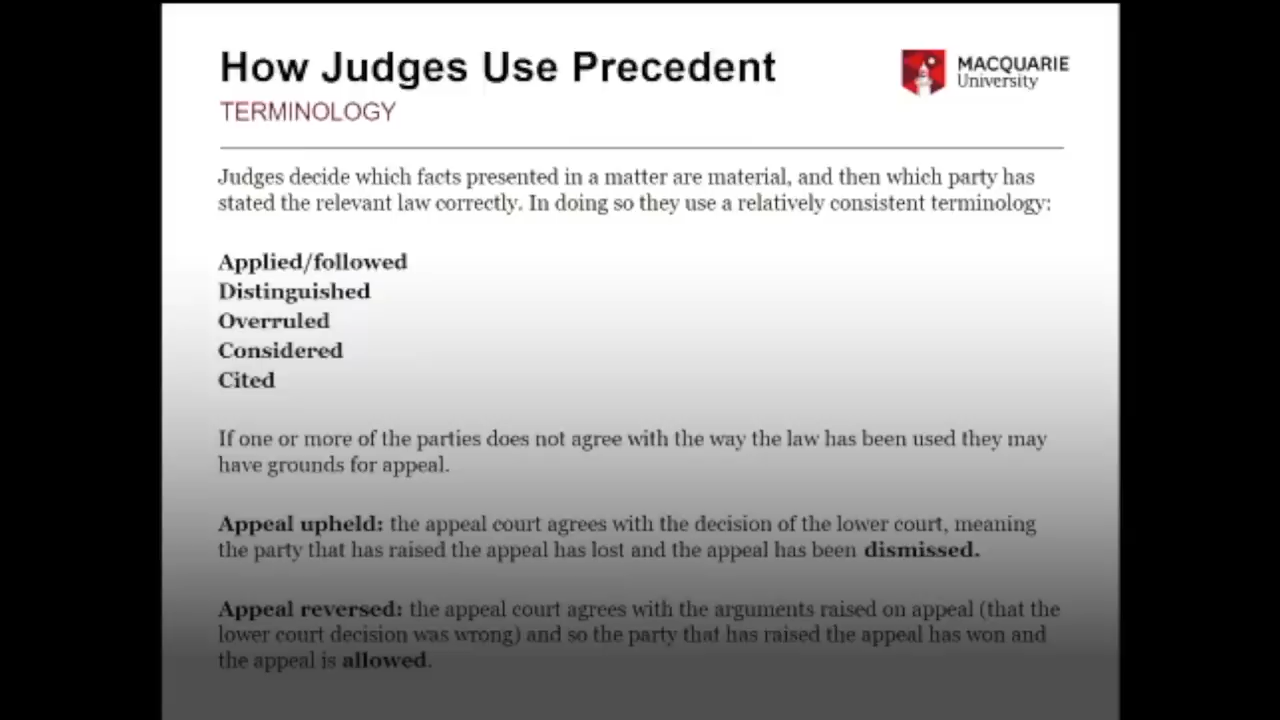 How Judges Use Precedent
MACQUARIE
University
TERMINOLOGY
Judges decide which facts presented in a matter are material, and then which party has
stated the relevant law correctly. In doing so they use a relatively consistent terminology:
Applied/followed
Distinguished
Overruled
Considered
Cited
If one or more of the parties does not agree with the way the law has been used they may
have grounds for appeal.
Appeal upheld: the appeal court agrees with the decision of the lower court, meaning
the party that has raised the appeal has lost and the appeal has been dismissed.
Appeal reversed: the appeal court agrees with the arguments raised on appeal (that the
lower court decision was wrong) and so the party that has raised the appeal has won and
the appeal is allowed.